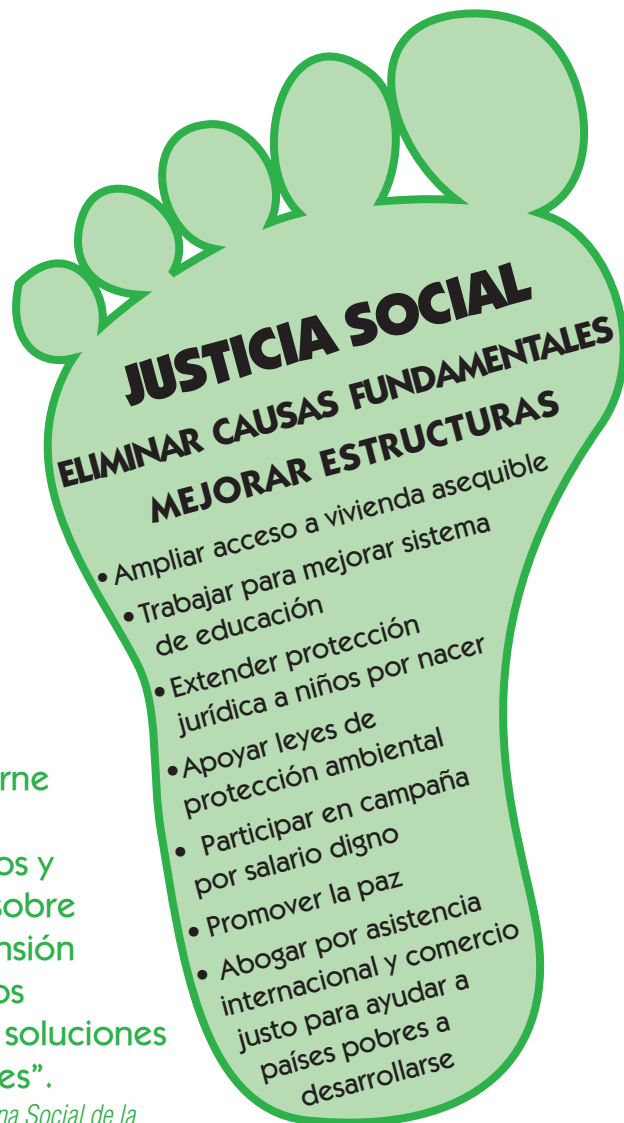 JUSTICIA SOCIAL
ELIMINAR CAUSAS FUNDAMENTALES
MEJORAR ESTRUCTURAS
• Ampliar acceso a vivienda asequible
• Trabajar para mejorar sistema
de educación
• Extender protección
jurídica a niños por nacer
• Apoyar leyes de
protección ambiental
• Participar en campaña
por salario digno
• Promover la paz
• Abogar por asistencia
internacional y comercio
justo para ayudar a
países pobres a
desarrollarse
rne
os y
sobre
nsión
os
soluciones
es”.
na Social de la